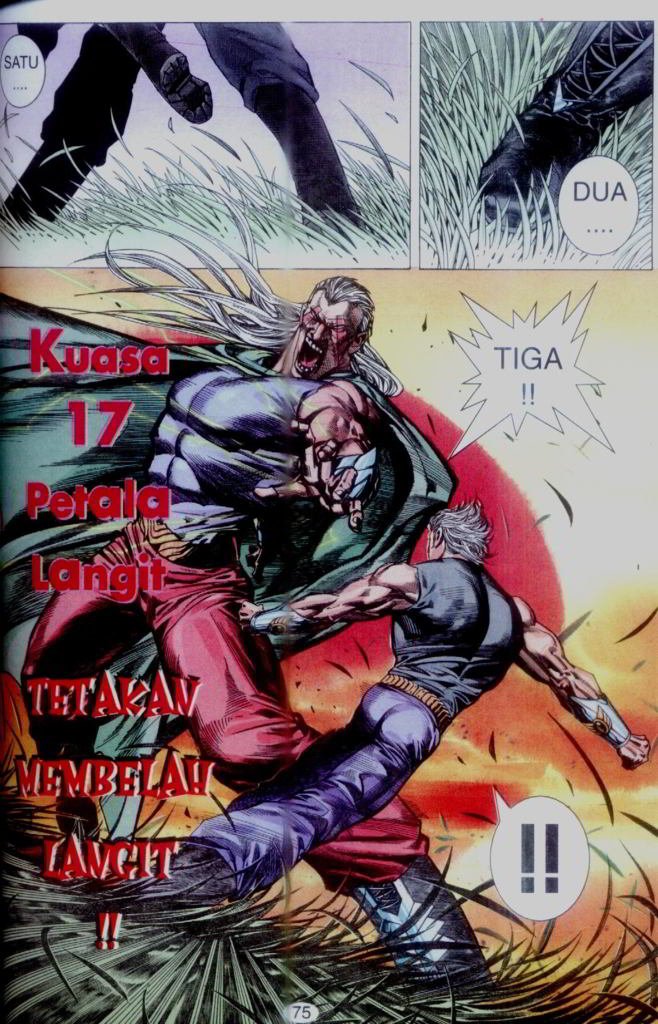 SATU
....
DUA
....
TIGA
!!
Kuasa
17
Petala
Langit
TETAKAN
MEMBELAH
LANGIT
!!
!!
75